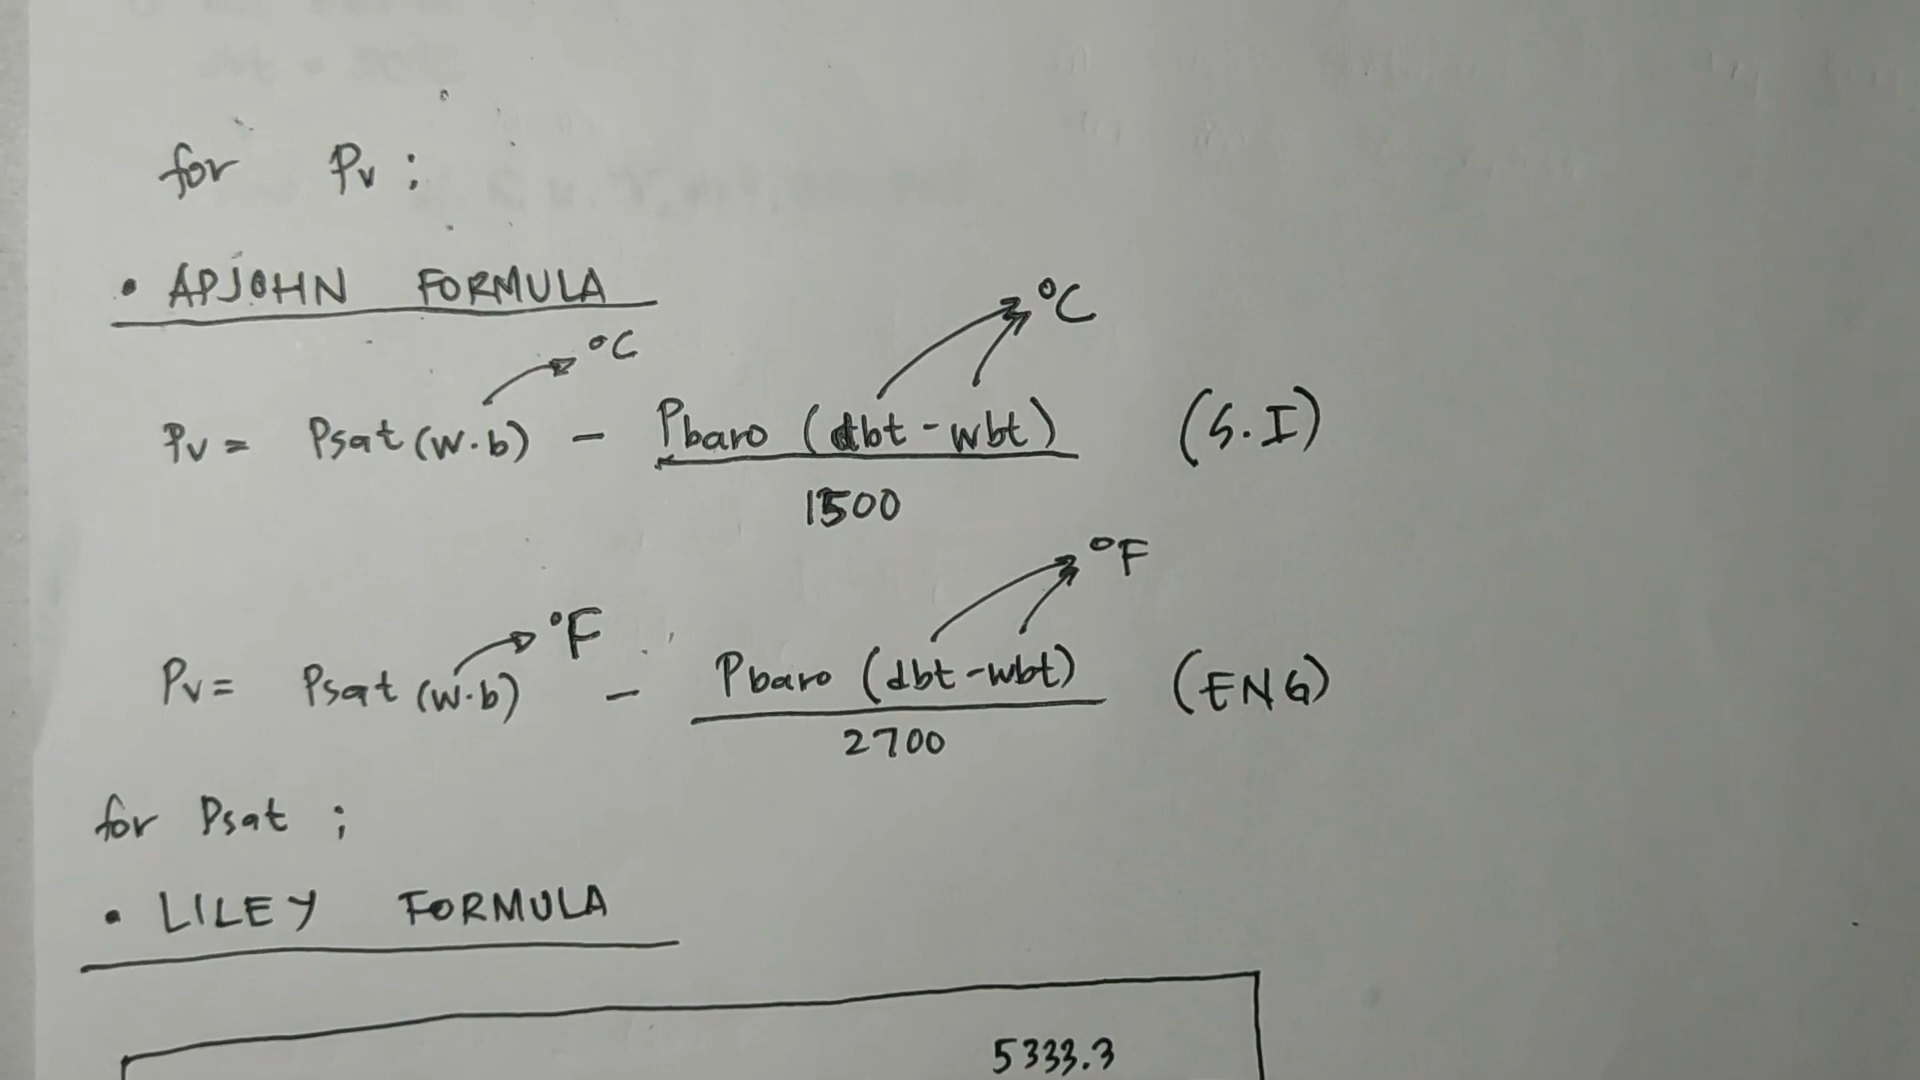 for Pv ;
• APJOHN FORMULA
°C
°C
Pv = Psat (w.b) - Pbaro (dbt - wbt) (S.I)
1500
°F
°F
Pv = Psat (w.b) - Pbaro (dbt - wbt) (ENG)
2700
for Psat ;
• LILEY FORMULA
5333.3